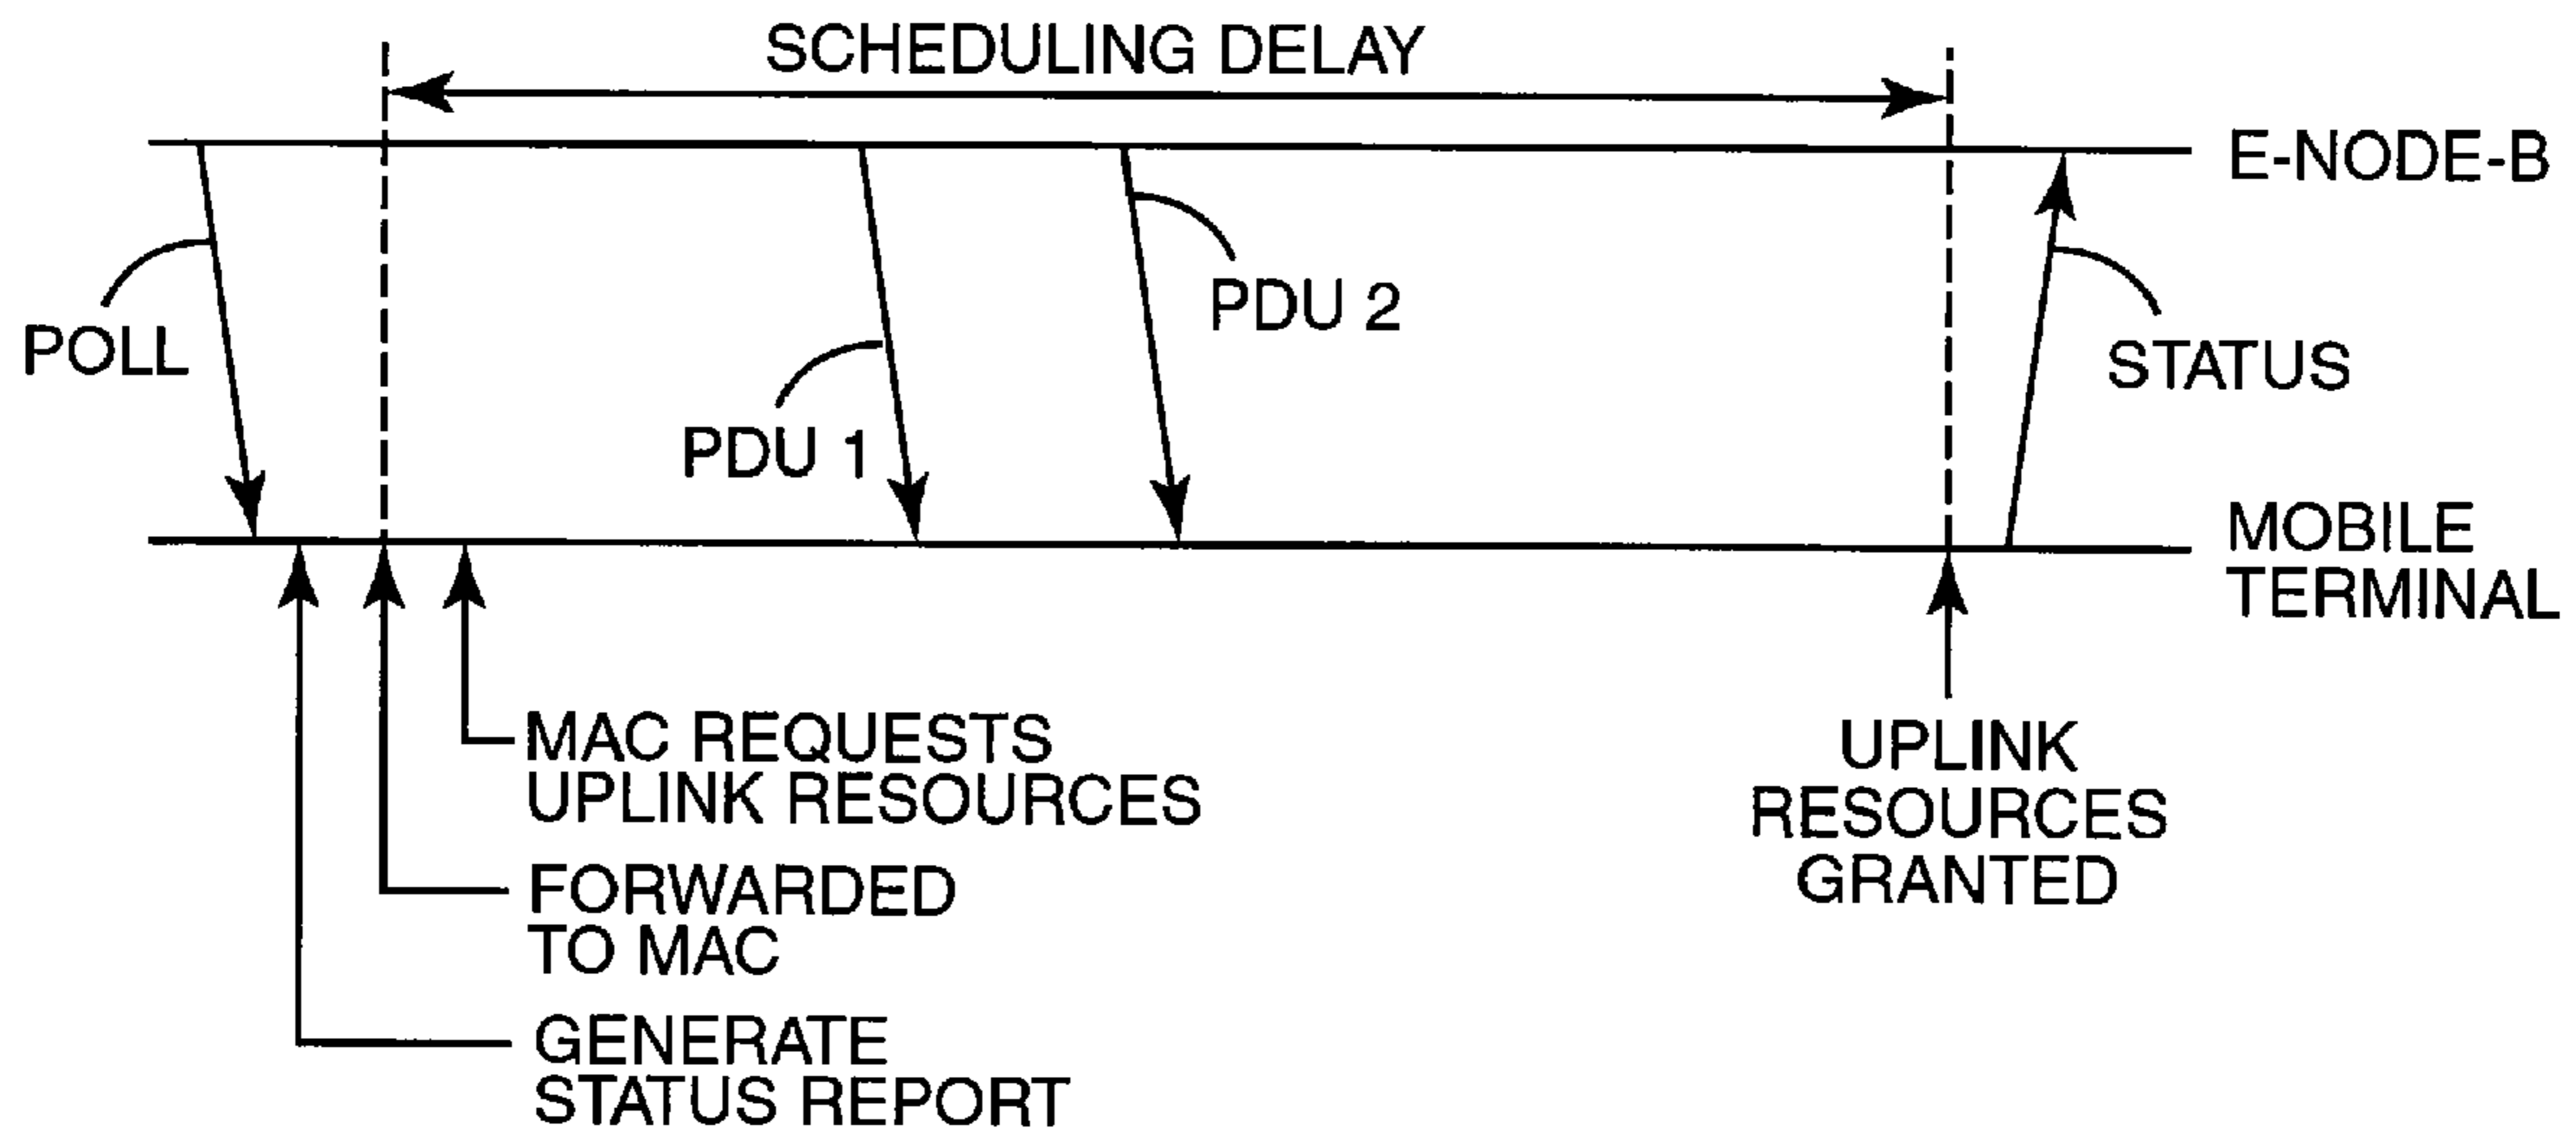 SCHEDULING DELAY
E-NODE-B
POLL
PDU 1
PDU 2
STATUS
MOBILE
TERMINAL
MAC REQUESTS
UPLINK RESOURCES
FORWARDED
TO MAC
GENERATE
STATUS REPORT
UPLINK
RESOURCES
GRANTED